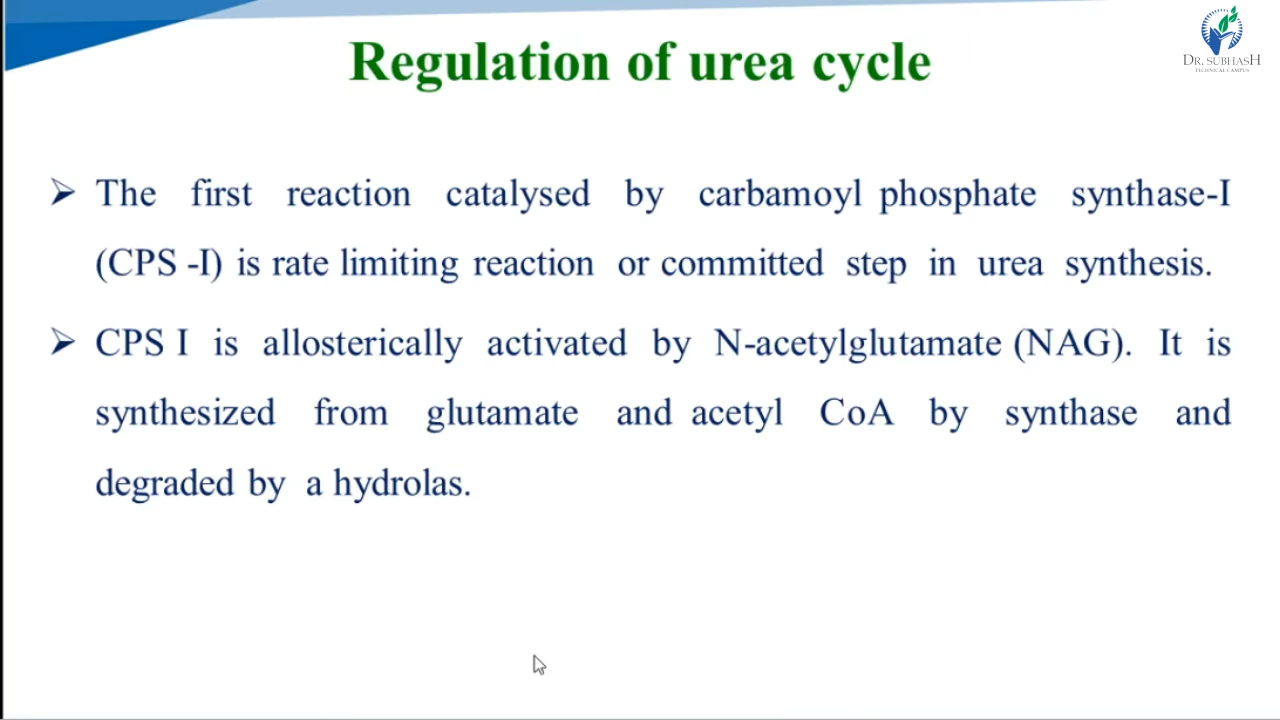 DR. SUBHASH
TECHNICAL CAMPUS
Regulation of urea cycle
➢ The first reaction catalysed by carbamoyl phosphate synthase-I
(CPS -I) is rate limiting reaction or committed step in urea synthesis.
➢ CPS I is allosterically activated by N-acetylglutamate (NAG). It is
synthesized from glutamate and acetyl CoA by synthase and
degraded by a hydrolas.